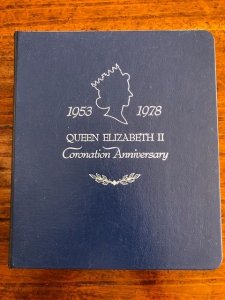 1953 1978
QUEEN ELIZABETH II
Coronation Anniversary